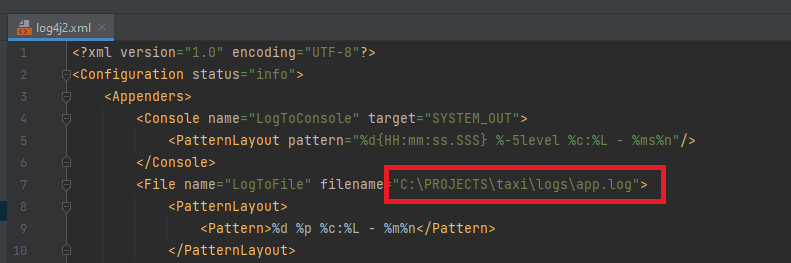 log4j2.xml
1 <?xml version="1.0" encoding="UTF-8"?>
2 <Configuration status="info">
3 <Appenders>
4 <Console name="LogToConsole" target="SYSTEM_OUT">
5 <PatternLayout pattern="%d{HH:mm:ss.SSS} %-5level %c:%L - %ms%n"/>
6 </Console>
7 <File name="LogToFile" filename="C:\PROJECTS\taxi\logs\app.log">
8 <PatternLayout>
9 <Pattern>%d %p %c:%L - %m%n</Pattern>
10 </PatternLayout>